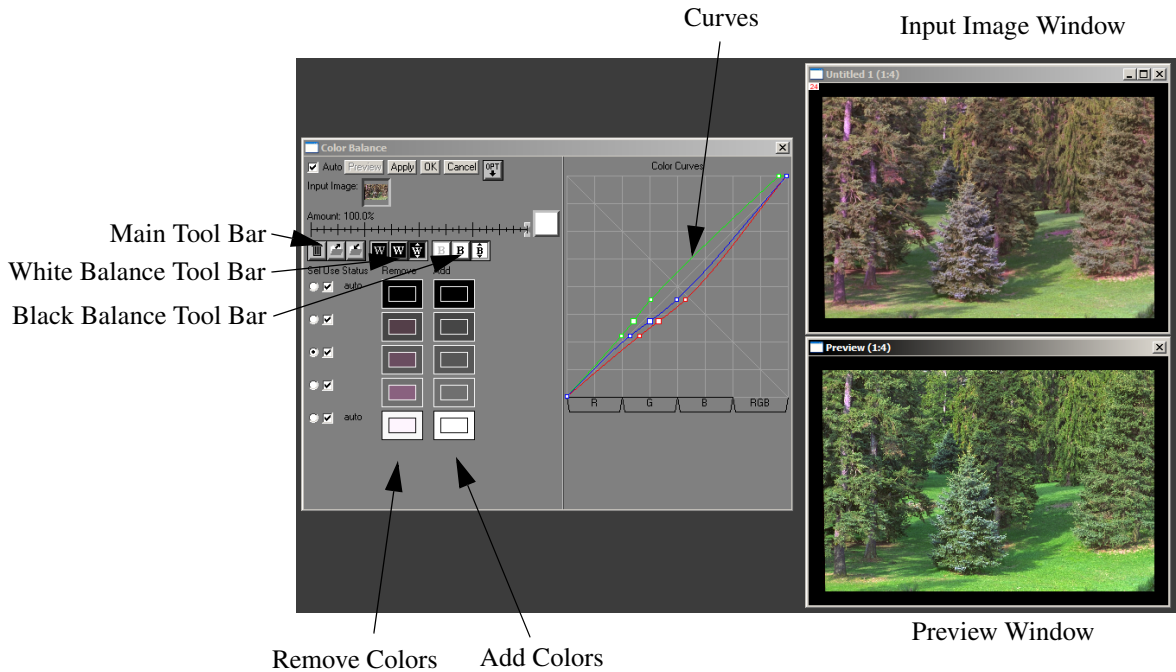 Curves
Input Image Window
Untitled 1 (1:4)
24
Color Balance
Auto Preview Apply OK Cancel OPT
Color Curves
Input Image:
Amount: 100.0%
Main Tool Bar
W W W B B B
White Balance Tool Bar
Sel Use Status Remove Add
auto
Black Balance Tool Bar
Preview (1:4)
R G B RGB
auto
Preview Window
Remove Colors
Add Colors